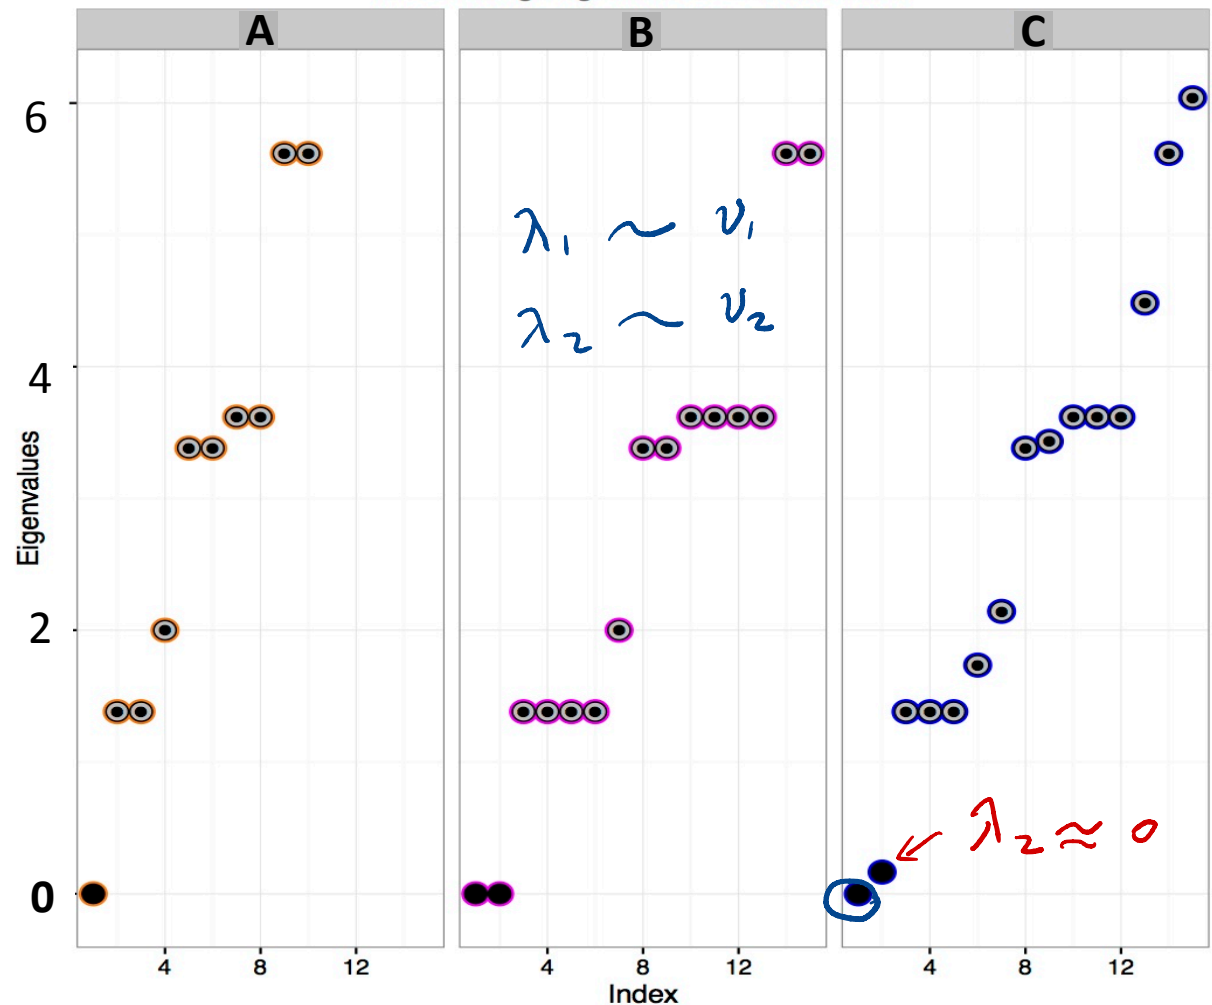 A B C
6
4
2
0
Eigenvalues
λ₁ ~ v₁
λ₂ ~ v₂
λ₂ ≈ 0
4 8 12 4 8 12 4 8 12
Index